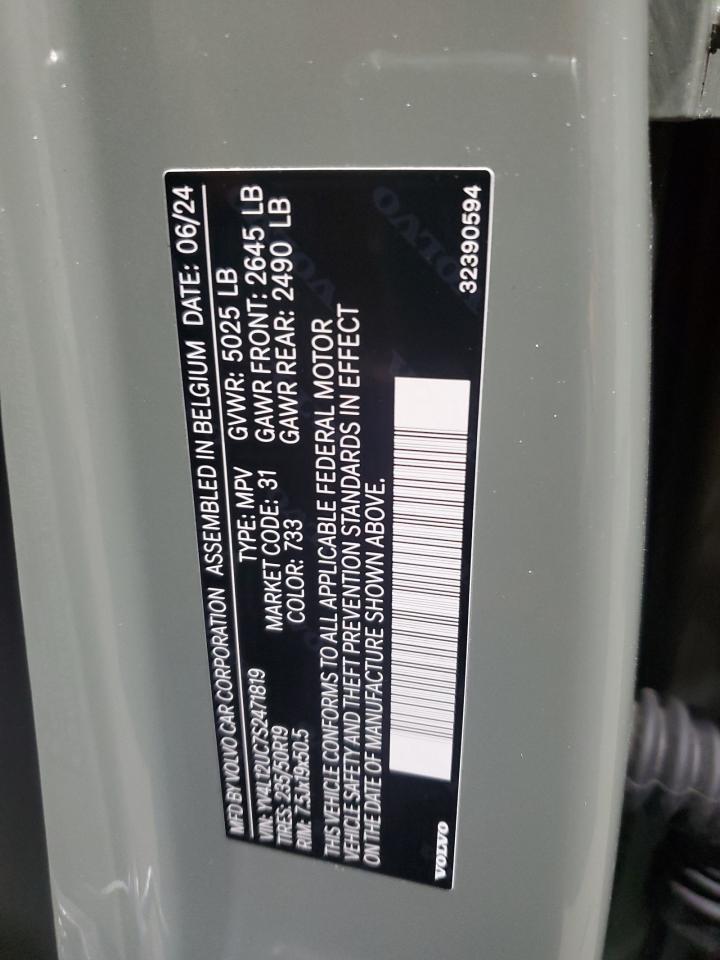 MFD BY VOLVO CAR CORPORATION ASSEMBLED IN BELGIUM DATE: 06/24
VIN: YV4L12UC7S2471819 TYPE: MPV GVWR: 5025 LB
TIRES: 235/50R19 MARKET CODE: 31 GAWR FRONT: 2645 LB
RIM: 7.5Jx19x50.5 COLOR: 733 GAWR REAR: 2490 LB
THIS VEHICLE CONFORMS TO ALL APPLICABLE FEDERAL MOTOR
VEHICLE SAFETY AND THEFT PREVENTION STANDARDS IN EFFECT
ON THE DATE OF MANUFACTURE SHOWN ABOVE.
VOLVO 32390594